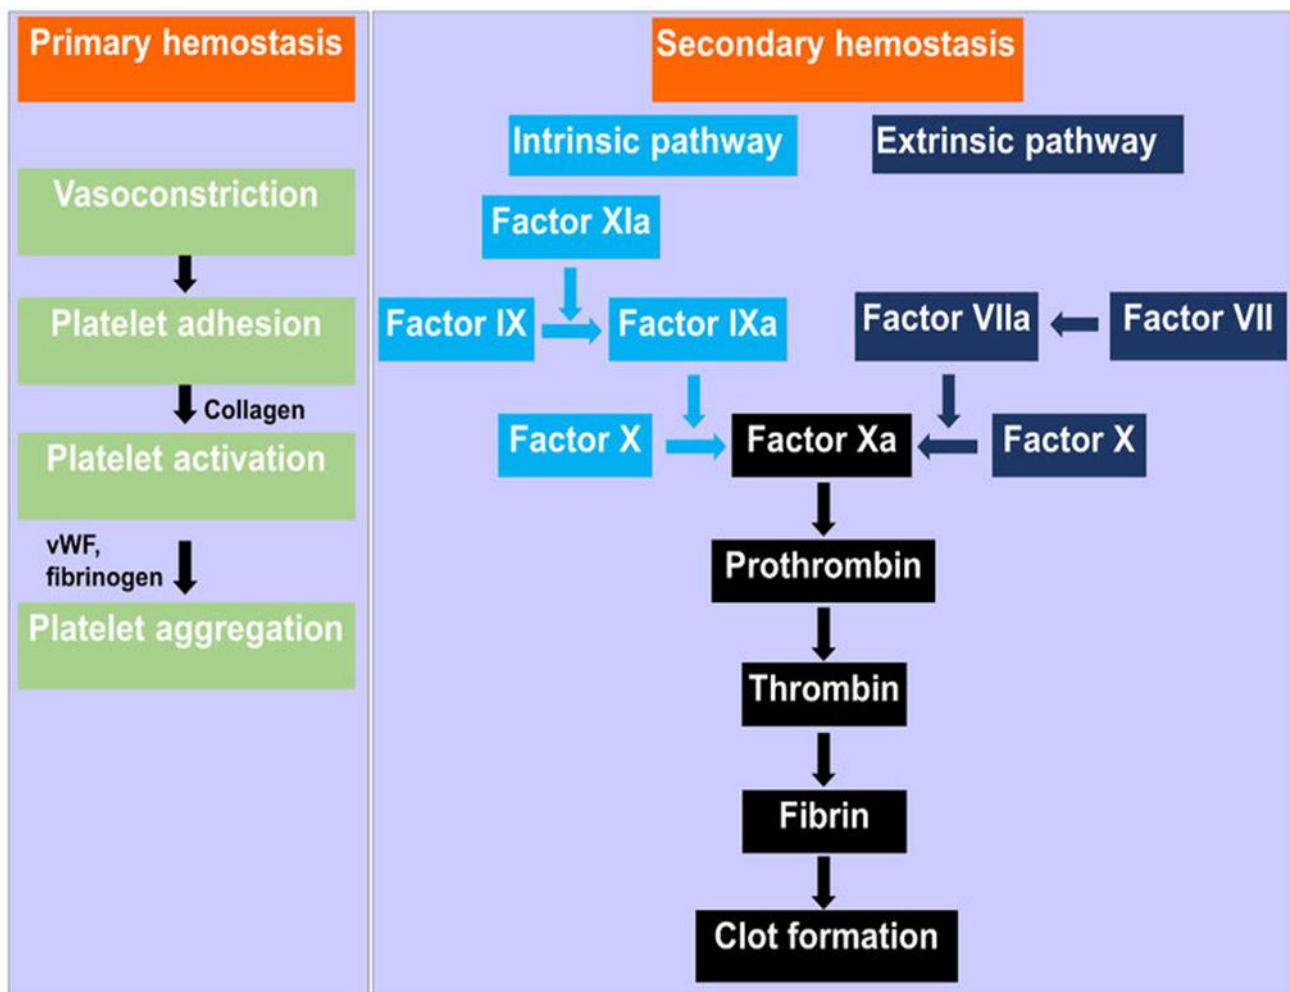 Primary hemostasis
Vasoconstriction
Platelet adhesion
Collagen
Platelet activation
vWF,
fibrinogen
Platelet aggregation
Secondary hemostasis
Intrinsic pathway
Extrinsic pathway
Factor XIa
Factor IX
Factor IXa
Factor VIIa
Factor VII
Factor X
Factor Xa
Factor X
Prothrombin
Thrombin
Fibrin
Clot formation